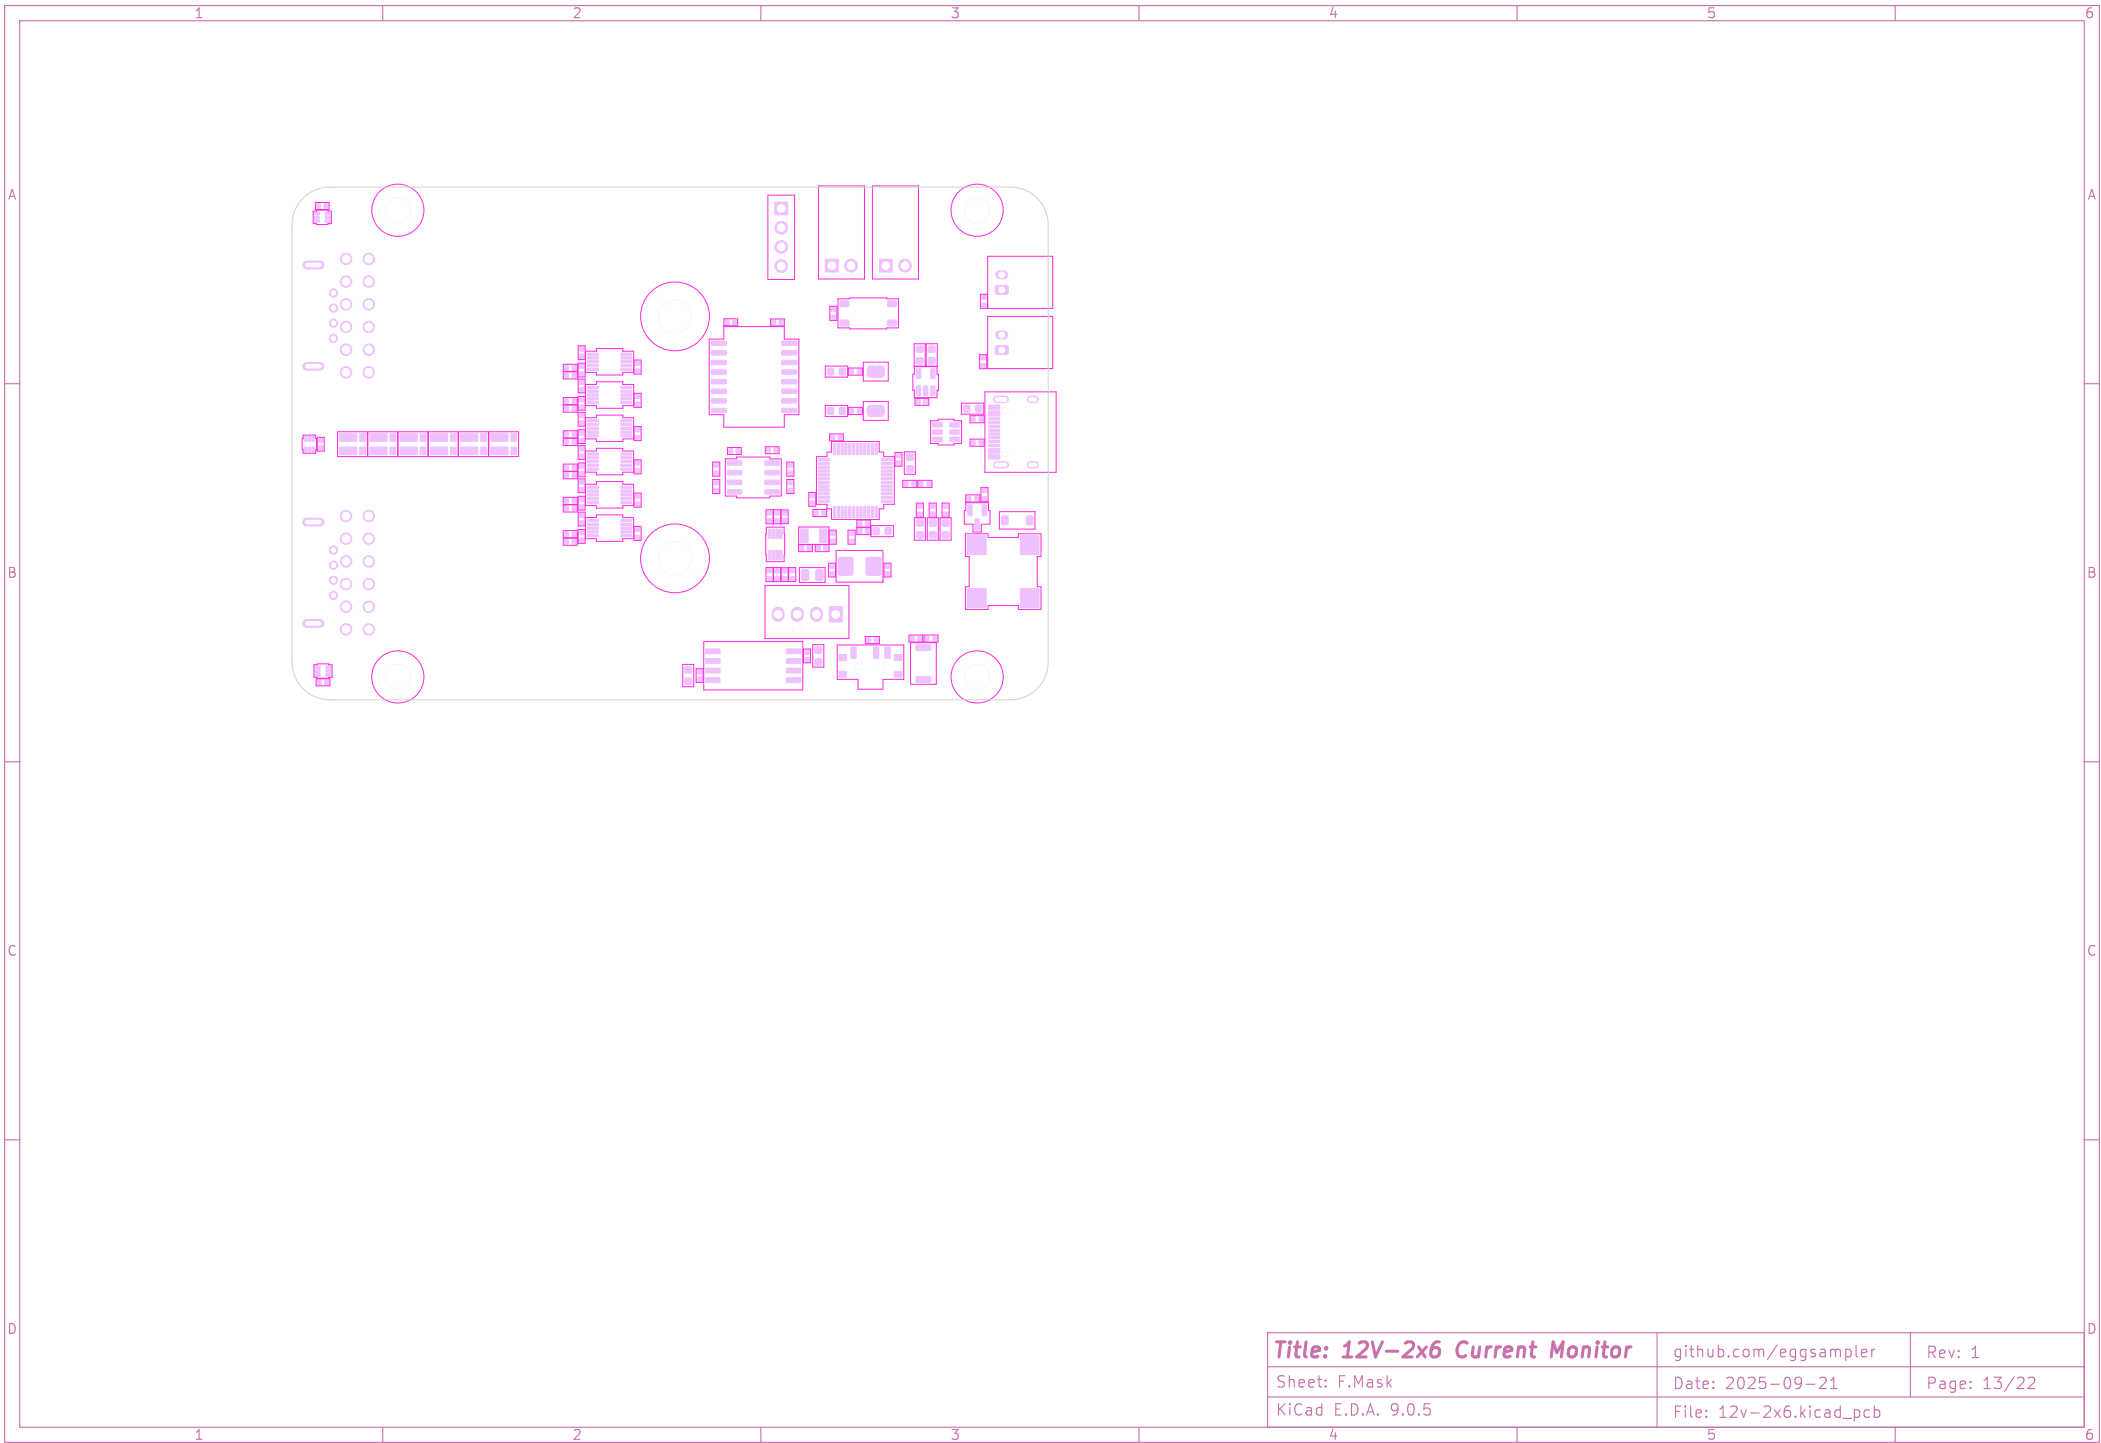 1 2 3 4 5 6
A A
B B
C C
D D
Title: 12V-2x6 Current Monitor
github.com/eggsampler
Rev: 1
Sheet: F.Mask
Date: 2025-09-21
Page: 13/22
KiCad E.D.A. 9.0.5
File: 12v-2x6.kicad_pcb
1 2 3 4 5 6